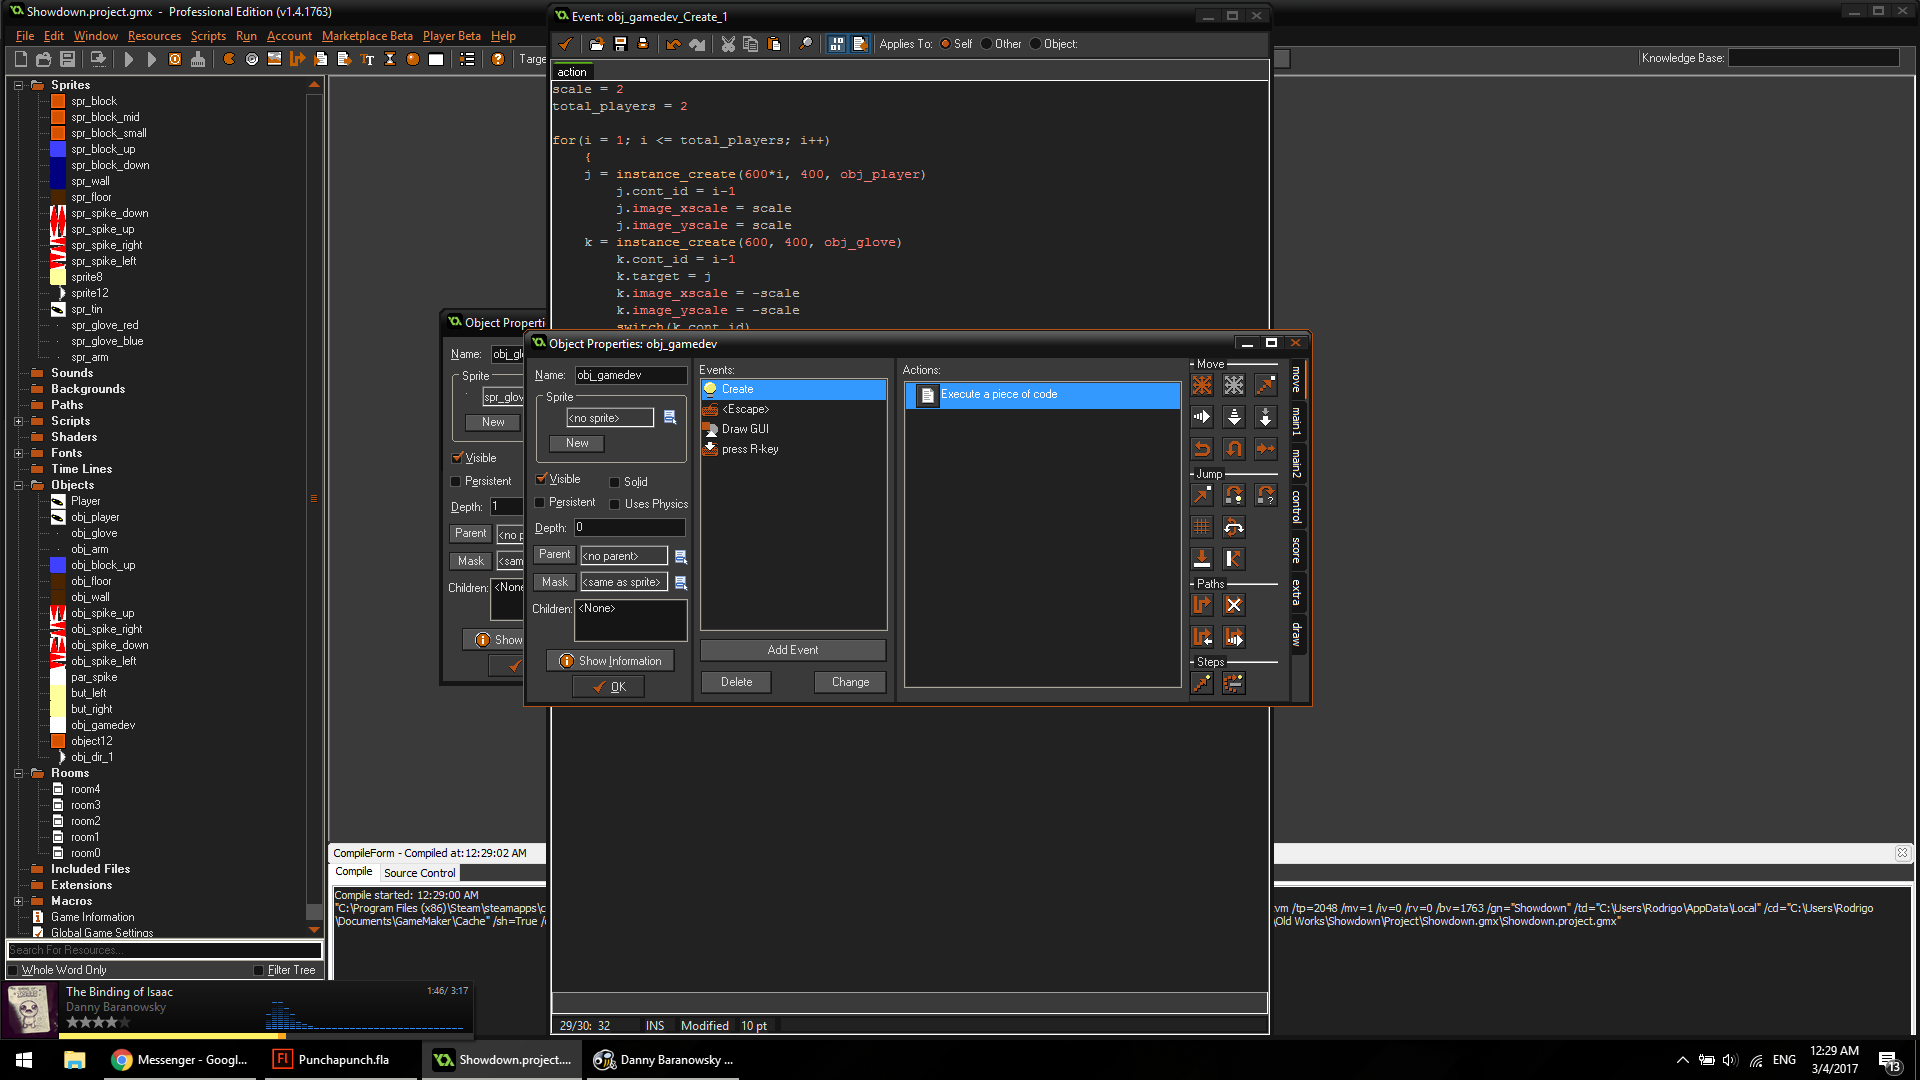 Showdown.project.gmx - Professional Edition (v1.4.1763)
File Edit Window Resources Scripts Run Account Marketplace Beta Player Beta Help
Targe
Knowledge Base:
Sprites
spr_block
spr_block_mid
spr_block_small
spr_block_up
spr_block_down
spr_wall
spr_floor
spr_spike_down
spr_spike_up
spr_spike_right
spr_spike_left
sprite8
sprite12
spr_tin
spr_glove_red
spr_glove_blue
spr_arm
Sounds
Backgrounds
Paths
Scripts
Shaders
Fonts
Time Lines
Objects
Player
obj_player
obj_glove
obj_arm
obj_block_up
obj_floor
obj_wall
obj_spike_up
obj_spike_right
obj_spike_down
obj_spike_left
par_spike
but_left
but_right
obj_gamedev
object12
obj_dir_1
Rooms
room4
room3
room2
room1
room0
Included Files
Extensions
Macros
Game Information
Global Game Settings
Search For Resources...
Whole Word Only Filter Tree
Event: obj_gamedev_Create_1
Applies To: Self Other Object:
action
scale = 2
total_players = 2
for(i = 1; i <= total_players; i++)
{
j = instance_create(600*i, 400, obj_player)
j.cont_id = i-1
j.image_xscale = scale
j.image_yscale = scale
k = instance_create(600, 400, obj_glove)
k.cont_id = i-1
k.target = j
k.image_xscale = -scale
k.image_yscale = -scale
switch(k.cont_id)
Object Properti
Name: obj_gl
Sprite
spr_glov
New
Visible
Persistent
Depth: 1
Parent <no p
Mask <sam
Children: <Non
Show
Object Properties: obj_gamedev
Name: obj_gamedev
Sprite
<no sprite>
New
Visible Solid
Persistent Uses Physics
Depth: 0
Parent <no parent>
Mask <same as sprite>
Children: <None>
Show Information
OK
Events:
Create
<Escape>
Draw GUI
press R-key
Add Event
Delete Change
Actions:
Execute a piece of code
Move
Jump
Paths
Steps
move
main1
main2
control
score
extra
draw
CompileForm - Compiled at:12:29:02 AM
Compile Source Control
Compile started: 12:29:00 AM
"C:\Program Files (x86)\Steam\steamapps\c vm /tp=2048 /mv=1 /iv=0 /rv=0 /bv=1763 /gn="Showdown" /td="C:\Users\Rodrigo\AppData\Local" /cd="C:\Users\Rodrigo
\Documents\GameMaker\Cache" /sh=True / Old Works\Showdown\Project\Showdown.gmx\Showdown.project.gmx"
29/30: 32 INS Modified 10 pt
The Binding of Isaac 1:46/ 3:17
Danny Baranowsky
Messenger - Googl...
Punchapunch.fla
Showdown.project....
Danny Baranowsky ...
ENG
12:29 AM
3/4/2017
13